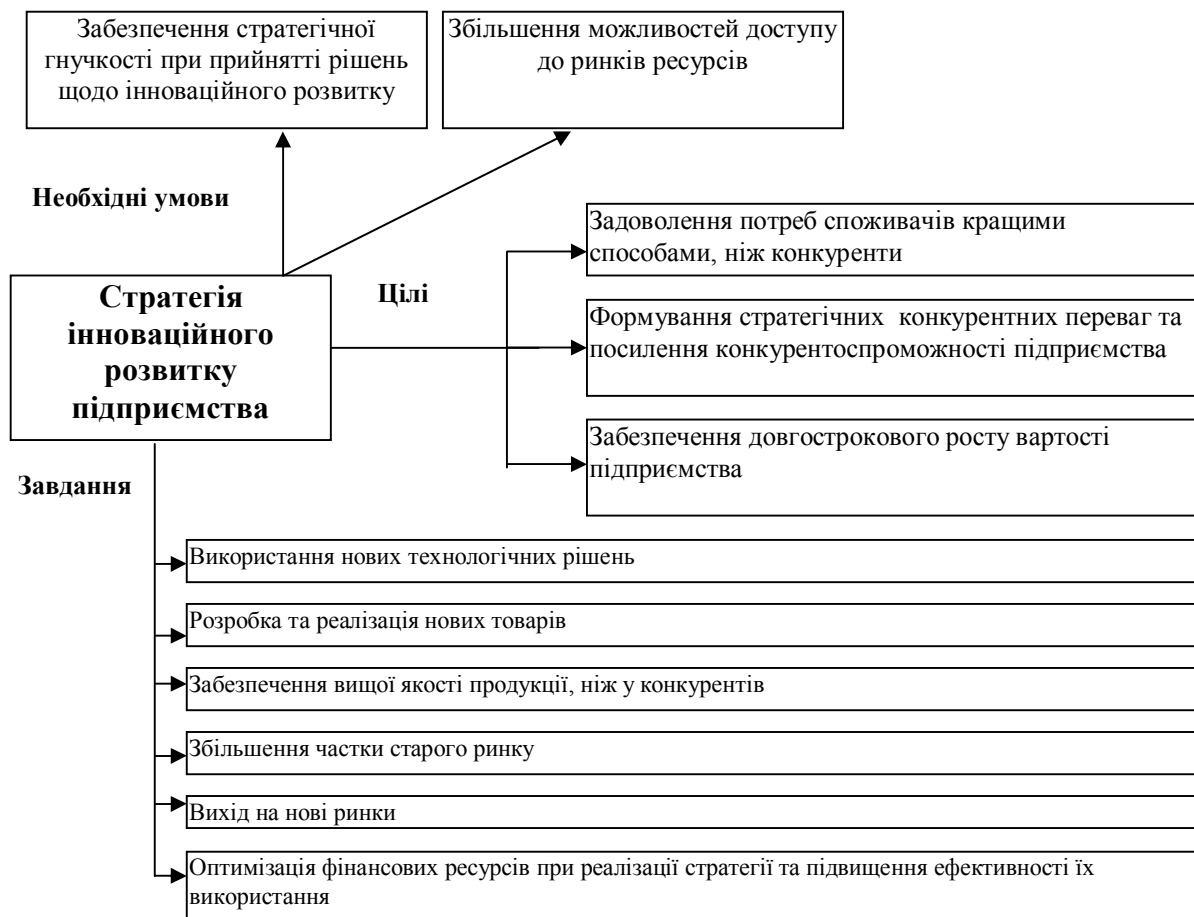 Забезпечення стратегічної
гнучкості при прийнятті рішень
щодо інноваційного розвитку
Збільшення можливостей доступу
до ринків ресурсів
Необхідні умови
Задоволення потреб споживачів кращими
способами, ніж конкуренти
Стратегія
інноваційного
розвитку
підприємства
Цілі
Формування стратегічних  конкурентних переваг та
посилення конкурентоспроможності підприємства
Забезпечення довгострокового росту вартості
підприємства
Завдання
Використання нових технологічних рішень
Розробка та реалізація нових товарів
Забезпечення вищої якості продукції, ніж у конкурентів
Збільшення частки старого ринку
Вихід на нові ринки
Оптимізація фінансових ресурсів при реалізації стратегії та підвищення ефективності їх
використання